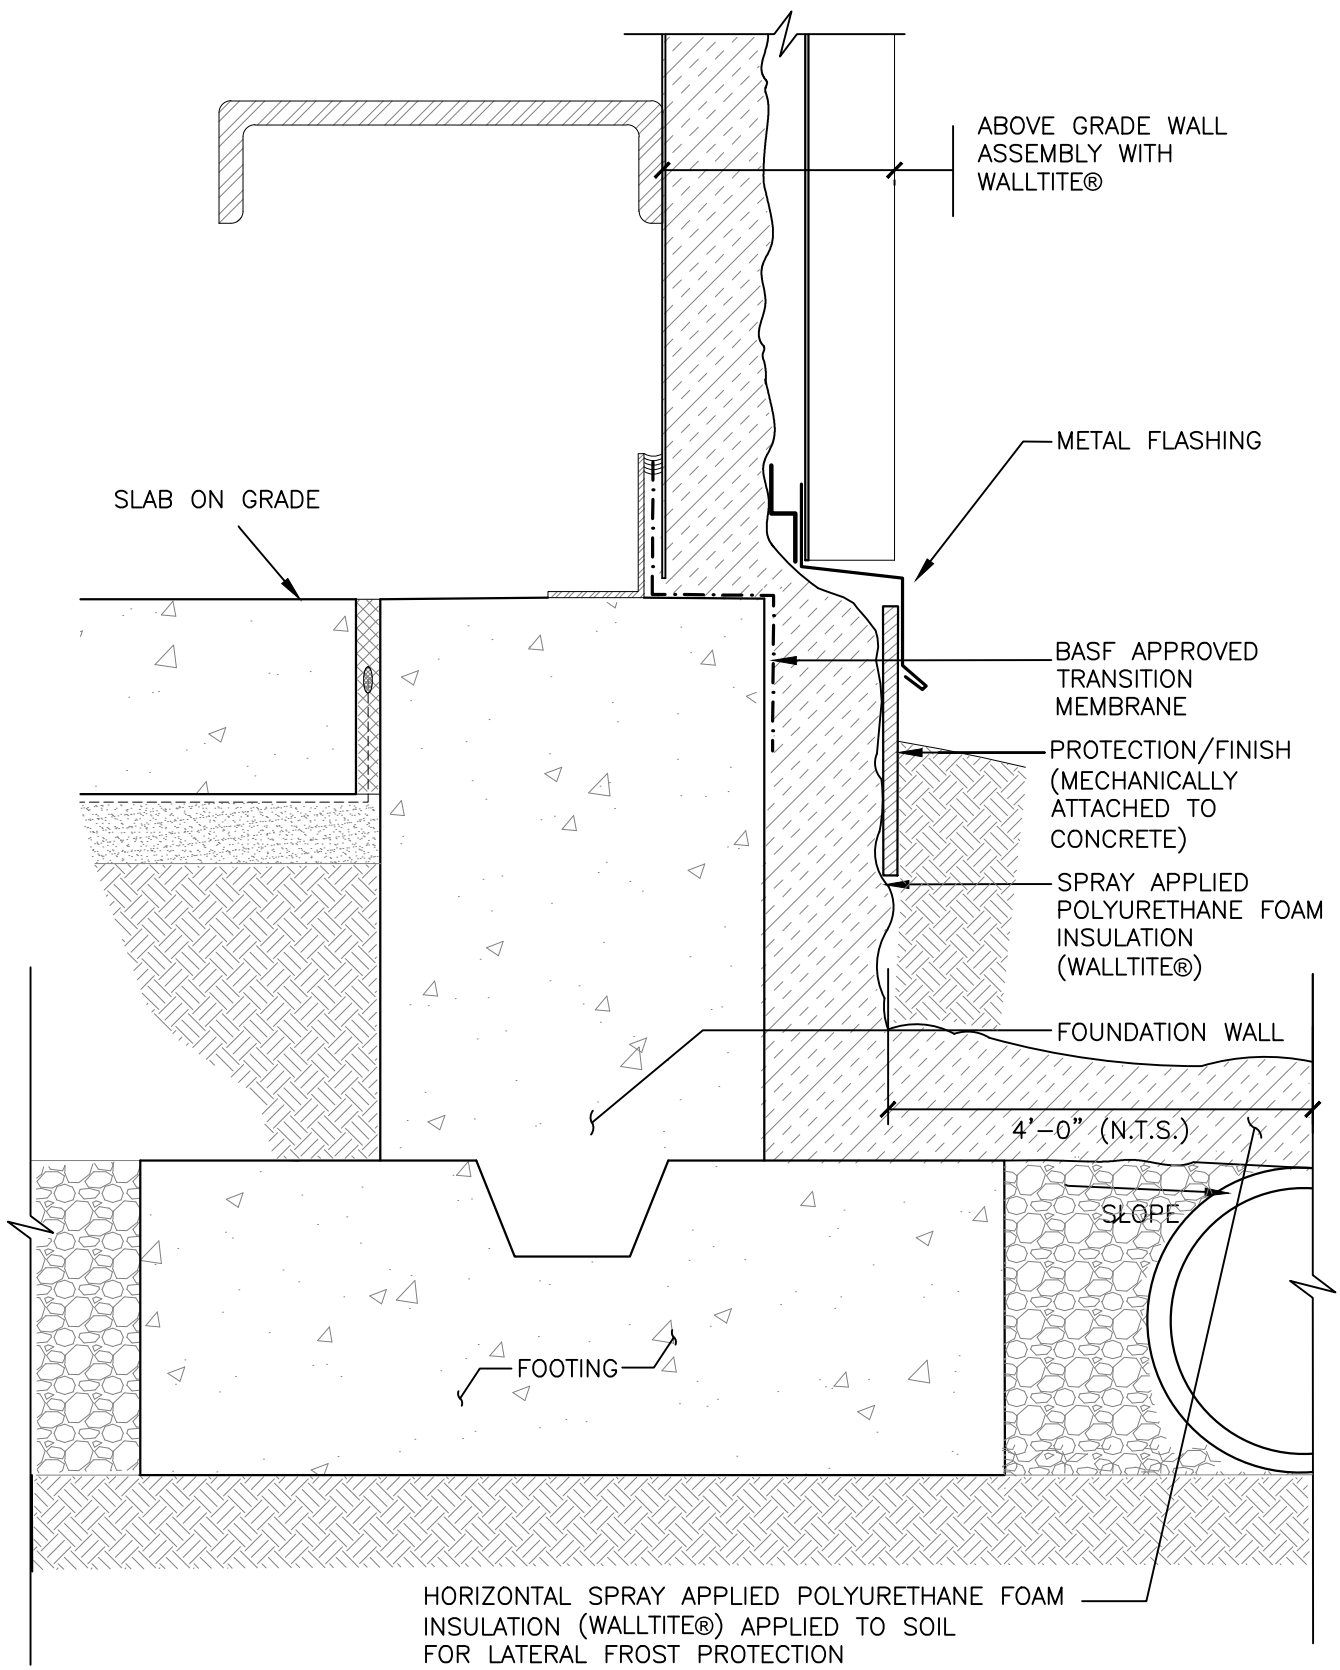 ABOVE GRADE WALL
ASSEMBLY WITH
WALLTITE®
METAL FLASHING
SLAB ON GRADE
BASF APPROVED
TRANSITION
MEMBRANE
PROTECTION/FINISH
(MECHANICALLY
ATTACHED TO
CONCRETE)
SPRAY APPLIED
POLYURETHANE FOAM
INSULATION
(WALLTITE®)
FOUNDATION WALL
4'-0" (N.T.S.)
SLOPE
FOOTING
HORIZONTAL SPRAY APPLIED POLYURETHANE FOAM
INSULATION (WALLTITE®) APPLIED TO SOIL
FOR LATERAL FROST PROTECTION